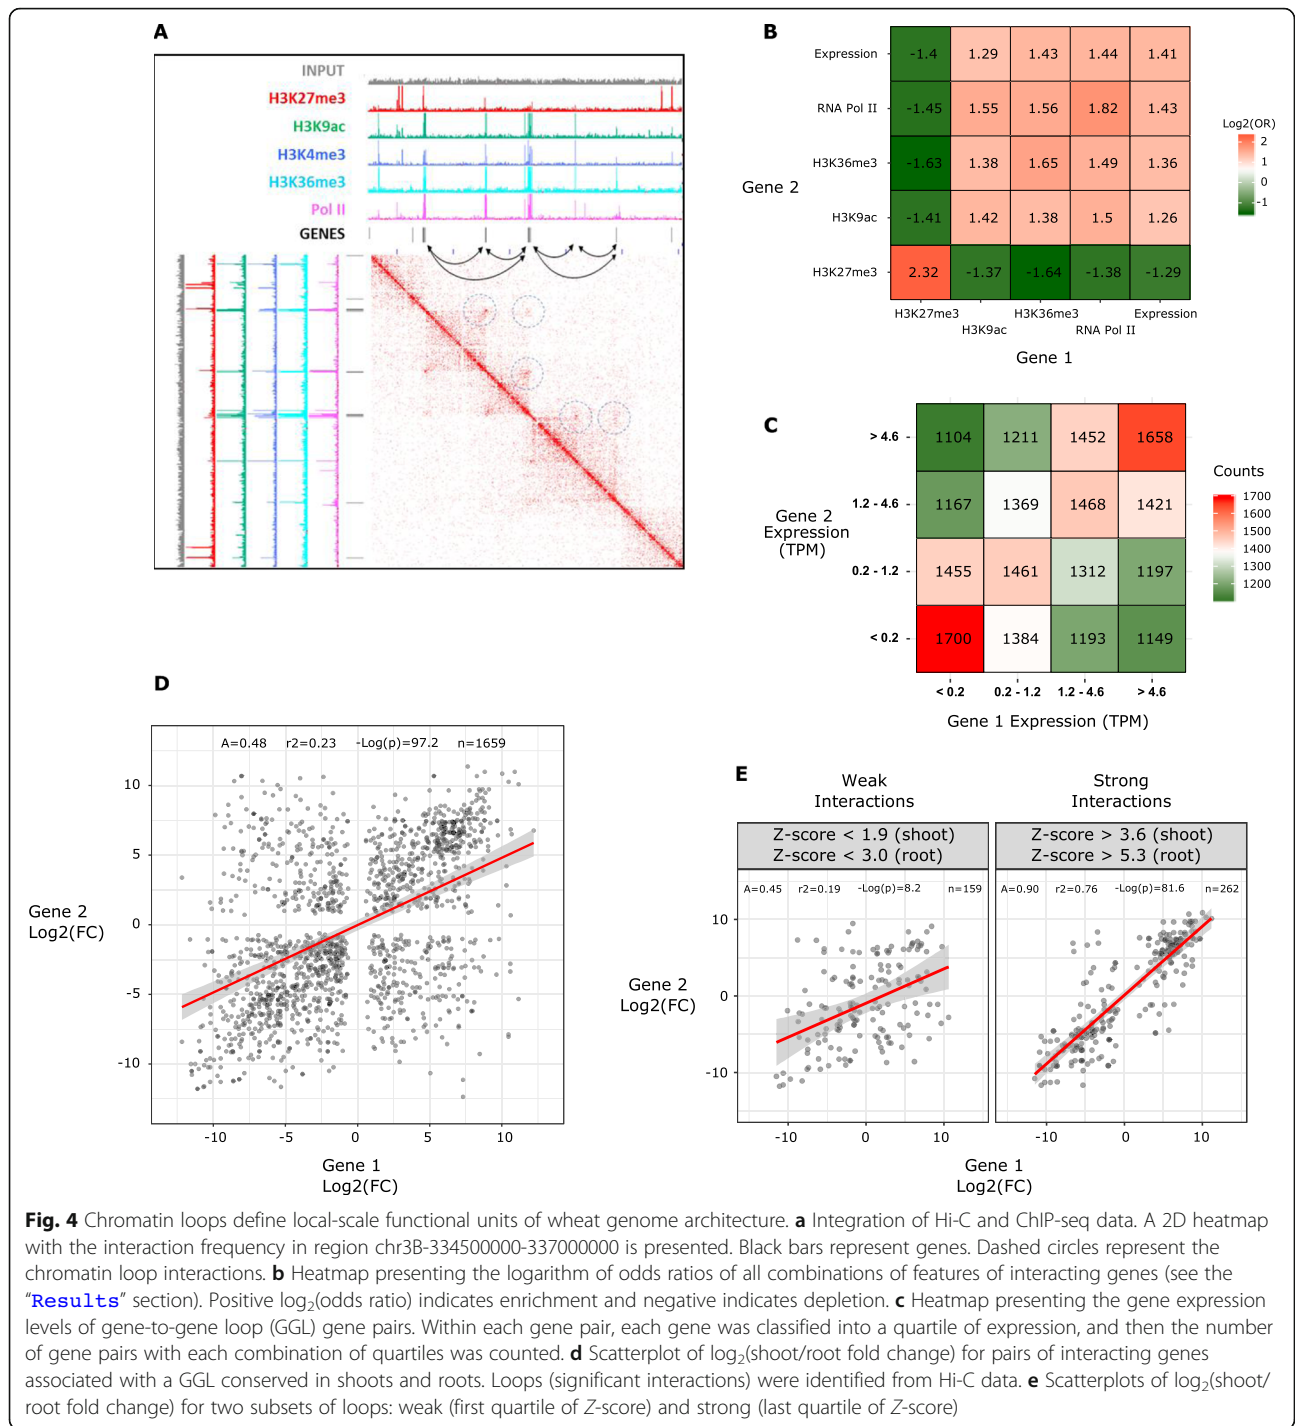 A
INPUT
H3K27me3
H3K9ac
H3K4me3
H3K36me3
Pol II
GENES
B
Gene 2
Expression -1.4 1.29 1.43 1.44 1.41
RNA Pol II -1.45 1.55 1.56 1.82 1.43
H3K36me3 -1.63 1.38 1.65 1.49 1.36
H3K9ac -1.41 1.42 1.38 1.5 1.26
H3K27me3 2.32 -1.37 -1.64 -1.38 -1.29
H3K27me3 H3K36me3 Expression
H3K9ac RNA Pol II
Gene 1
Log2(OR)
2
1
0
-1
C
Gene 2
Expression
(TPM)
> 4.6 1104 1211 1452 1658
1.2 - 4.6 1167 1369 1468 1421
0.2 - 1.2 1455 1461 1312 1197
< 0.2 1700 1384 1193 1149
< 0.2 0.2 - 1.2 1.2 - 4.6 > 4.6
Gene 1 Expression (TPM)
Counts
1700
1600
1500
1400
1300
1200
D
A=0.48 r2=0.23 -Log(p)=97.2 n=1659
10
5
0
-5
-10
Gene 2
Log2(FC)
-10 -5 0 5 10
Gene 1
Log2(FC)
E
Weak
Interactions
Strong
Interactions
Z-score < 1.9 (shoot)
Z-score < 3.0 (root)
Z-score > 3.6 (shoot)
Z-score > 5.3 (root)
A=0.45 r2=0.19 -Log(p)=8.2 n=159
A=0.90 r2=0.76 -Log(p)=81.6 n=262
10
0
-10
Gene 2
Log2(FC)
-10 0 10
-10 0 10
Gene 1
Log2(FC)
Fig. 4 Chromatin loops define local-scale functional units of wheat genome architecture. a Integration of Hi-C and ChIP-seq data. A 2D heatmap
with the interaction frequency in region chr3B-334500000-337000000 is presented. Black bars represent genes. Dashed circles represent the
chromatin loop interactions. b Heatmap presenting the logarithm of odds ratios of all combinations of features of interacting genes (see the
“Results” section). Positive log2(odds ratio) indicates enrichment and negative indicates depletion. c Heatmap presenting the gene expression
levels of gene-to-gene loop (GGL) gene pairs. Within each gene pair, each gene was classified into a quartile of expression, and then the number
of gene pairs with each combination of quartiles was counted. d Scatterplot of log2(shoot/root fold change) for pairs of interacting genes
associated with a GGL conserved in shoots and roots. Loops (significant interactions) were identified from Hi-C data. e Scatterplots of log2(shoot/
root fold change) for two subsets of loops: weak (first quartile of Z-score) and strong (last quartile of Z-score)